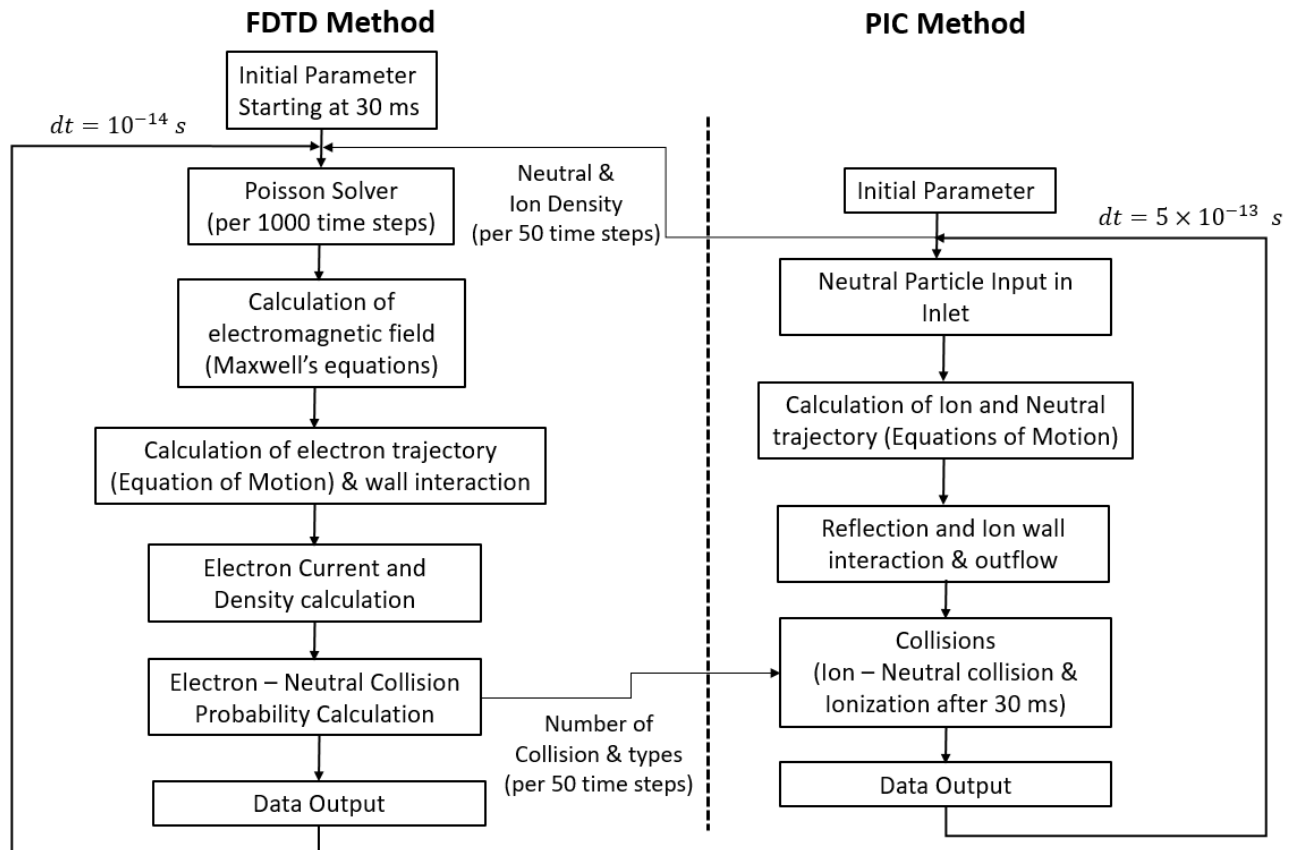 FDTD Method
Initial Parameter
Starting at 30 ms
dt = 10⁻¹⁴ s
Poisson Solver
(per 1000 time steps)
Calculation of
electromagnetic field
(Maxwell's equations)
Calculation of electron trajectory
(Equation of Motion) & wall interaction
Electron Current and
Density calculation
Electron – Neutral Collision
Probability Calculation
Data Output
Neutral &
Ion Density
(per 50 time steps)
Number of
Collision & types
(per 50 time steps)
PIC Method
Initial Parameter
dt = 5 × 10⁻¹³ s
Neutral Particle Input in
Inlet
Calculation of Ion and Neutral
trajectory (Equations of Motion)
Reflection and Ion wall
interaction & outflow
Collisions
(Ion – Neutral collision &
Ionization after 30 ms)
Data Output